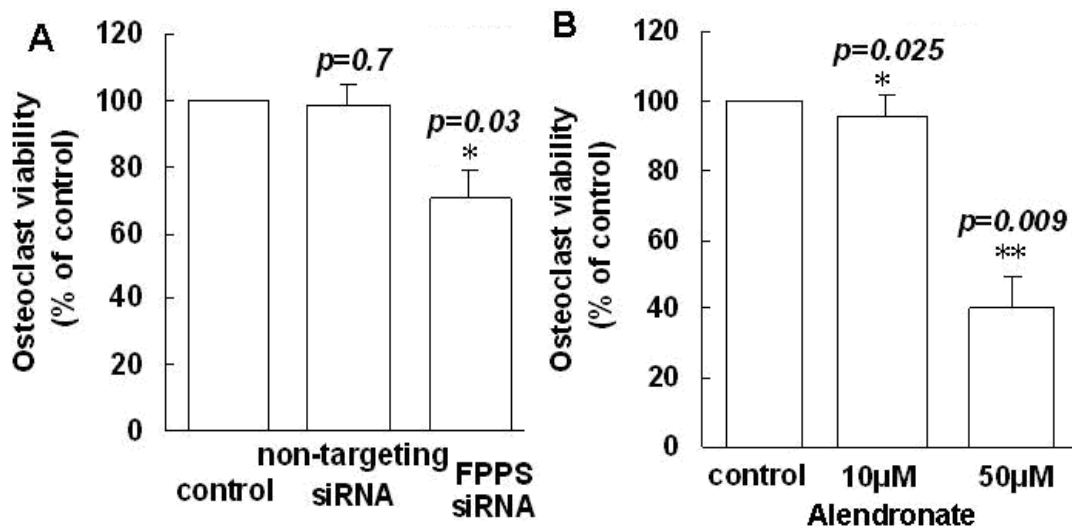 A
Osteoclast viability
(% of control)
120
100
80
60
40
20
0
p=0.7
p=0.03
*
control
non-targeting
siRNA
FPPS
siRNA
B
Osteoclast viability
(% of control)
120
100
80
60
40
20
0
p=0.025
*
p=0.009
**
control
10µM
50µM
Alendronate